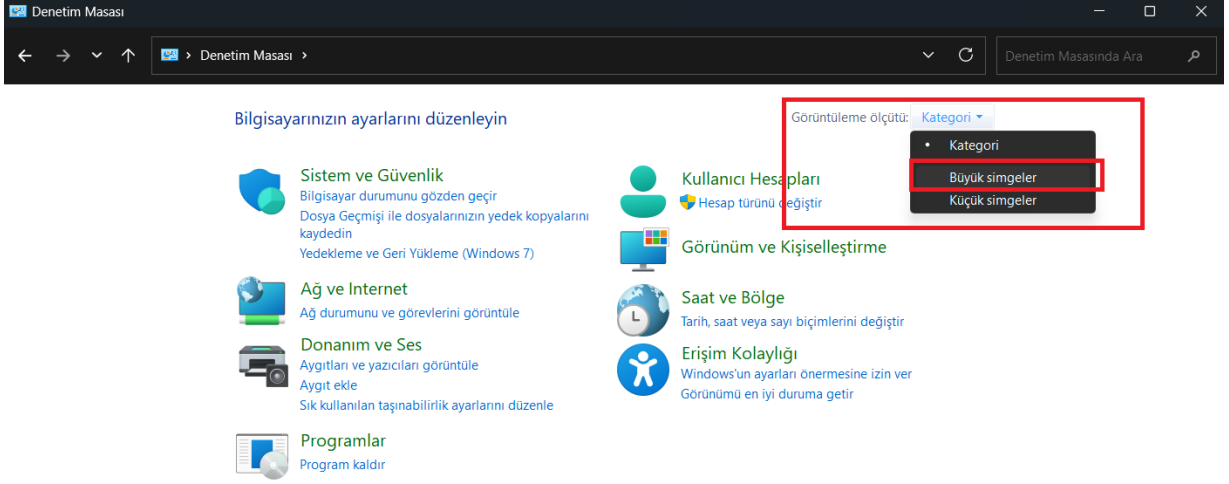 Denetim Masası
Denetim Masası
Denetim Masasında Ara
Bilgisayarınızın ayarlarını düzenleyin
Görüntüleme ölçütü: Kategori
Kategori
Büyük simgeler
Küçük simgeler
Sistem ve Güvenlik
Bilgisayar durumunu gözden geçir
Dosya Geçmişi ile dosyalarınızın yedek kopyalarını
kaydedin
Yedekleme ve Geri Yükleme (Windows 7)
Ağ ve Internet
Ağ durumunu ve görevlerini görüntüle
Donanım ve Ses
Aygıtları ve yazıcıları görüntüle
Aygıt ekle
Sık kullanılan taşınabilirlik ayarlarını düzenle
Programlar
Program kaldır
Kullanıcı Hesapları
Hesap türünü değiştir
Görünüm ve Kişiselleştirme
Saat ve Bölge
Tarih, saat veya sayı biçimlerini değiştir
Erişim Kolaylığı
Windows'un ayarları önermesine izin ver
Görünümü en iyi duruma getir